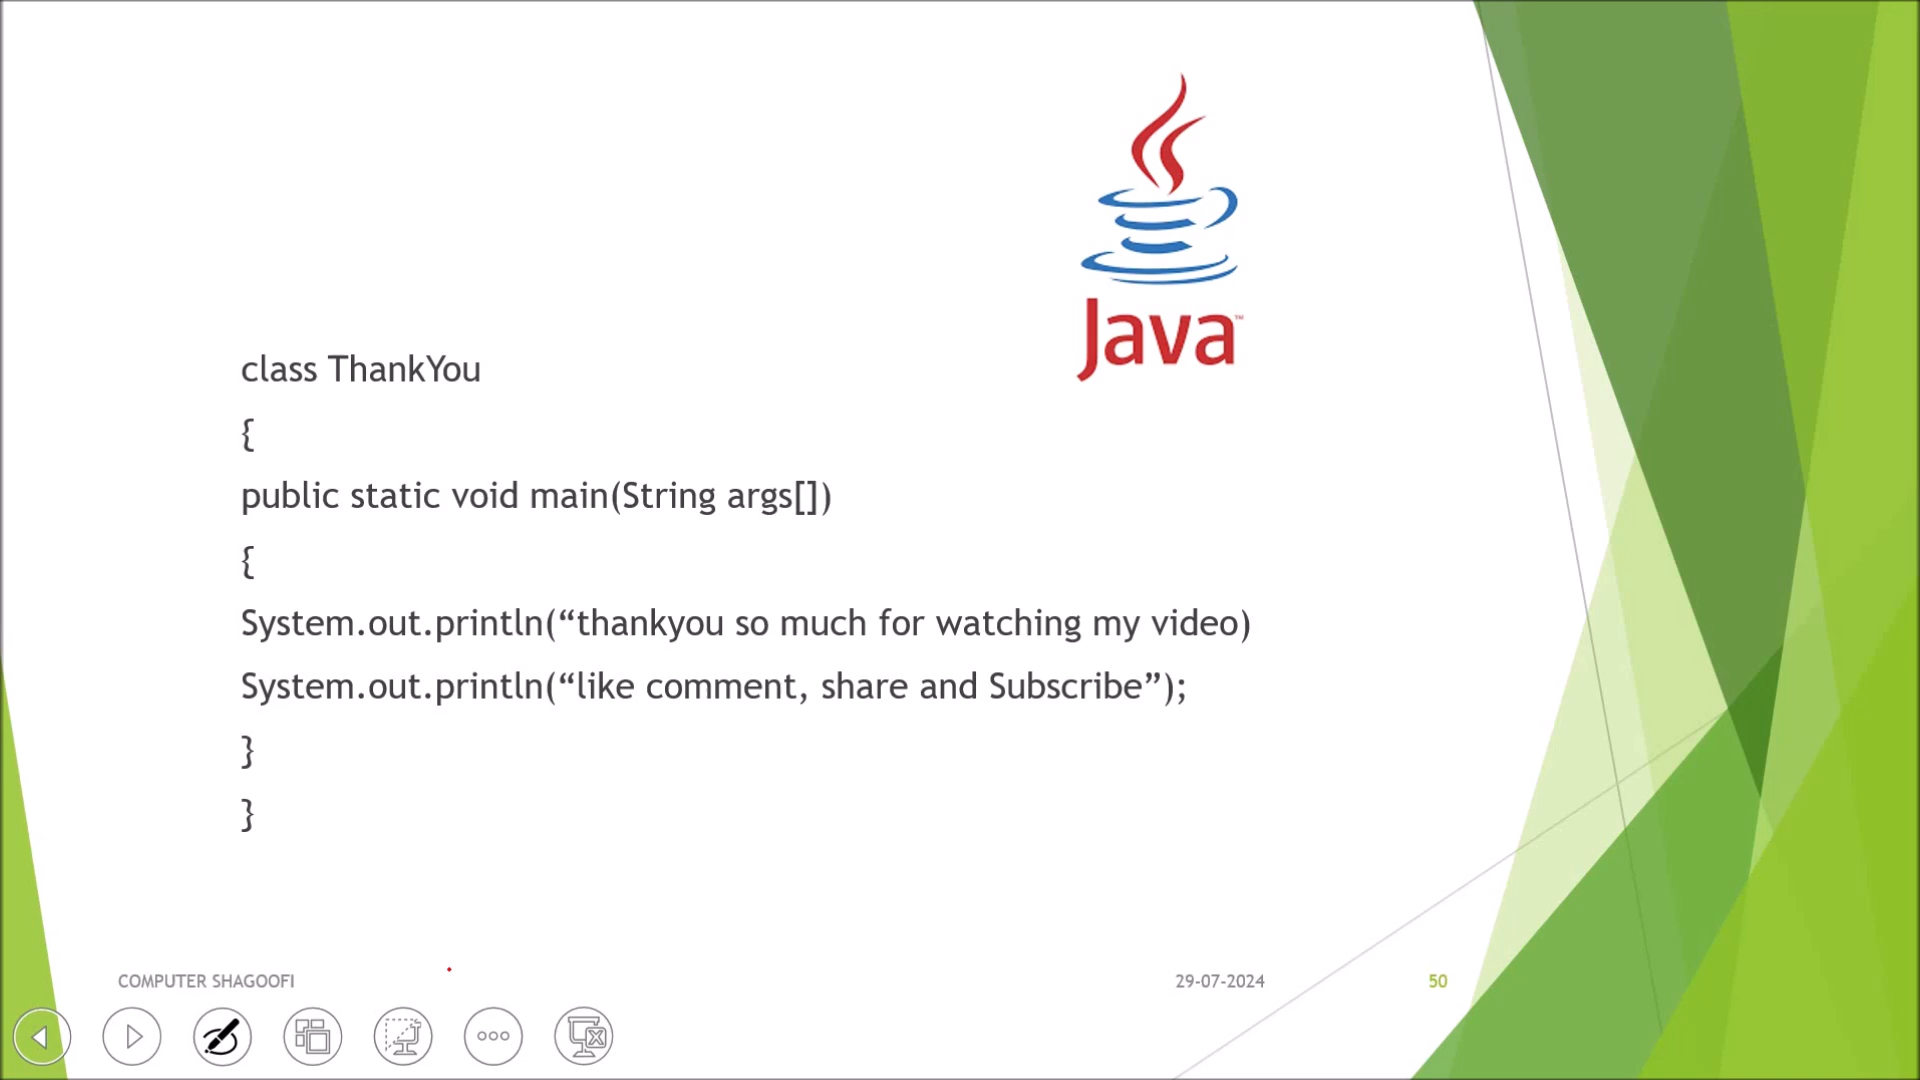 Java™
class ThankYou
{
public static void main(String args[])
{
System.out.println(“thankyou so much for watching my video)
System.out.println(“like comment, share and Subscribe”);
}
}
COMPUTER SHAGOOFI 29-07-2024 50